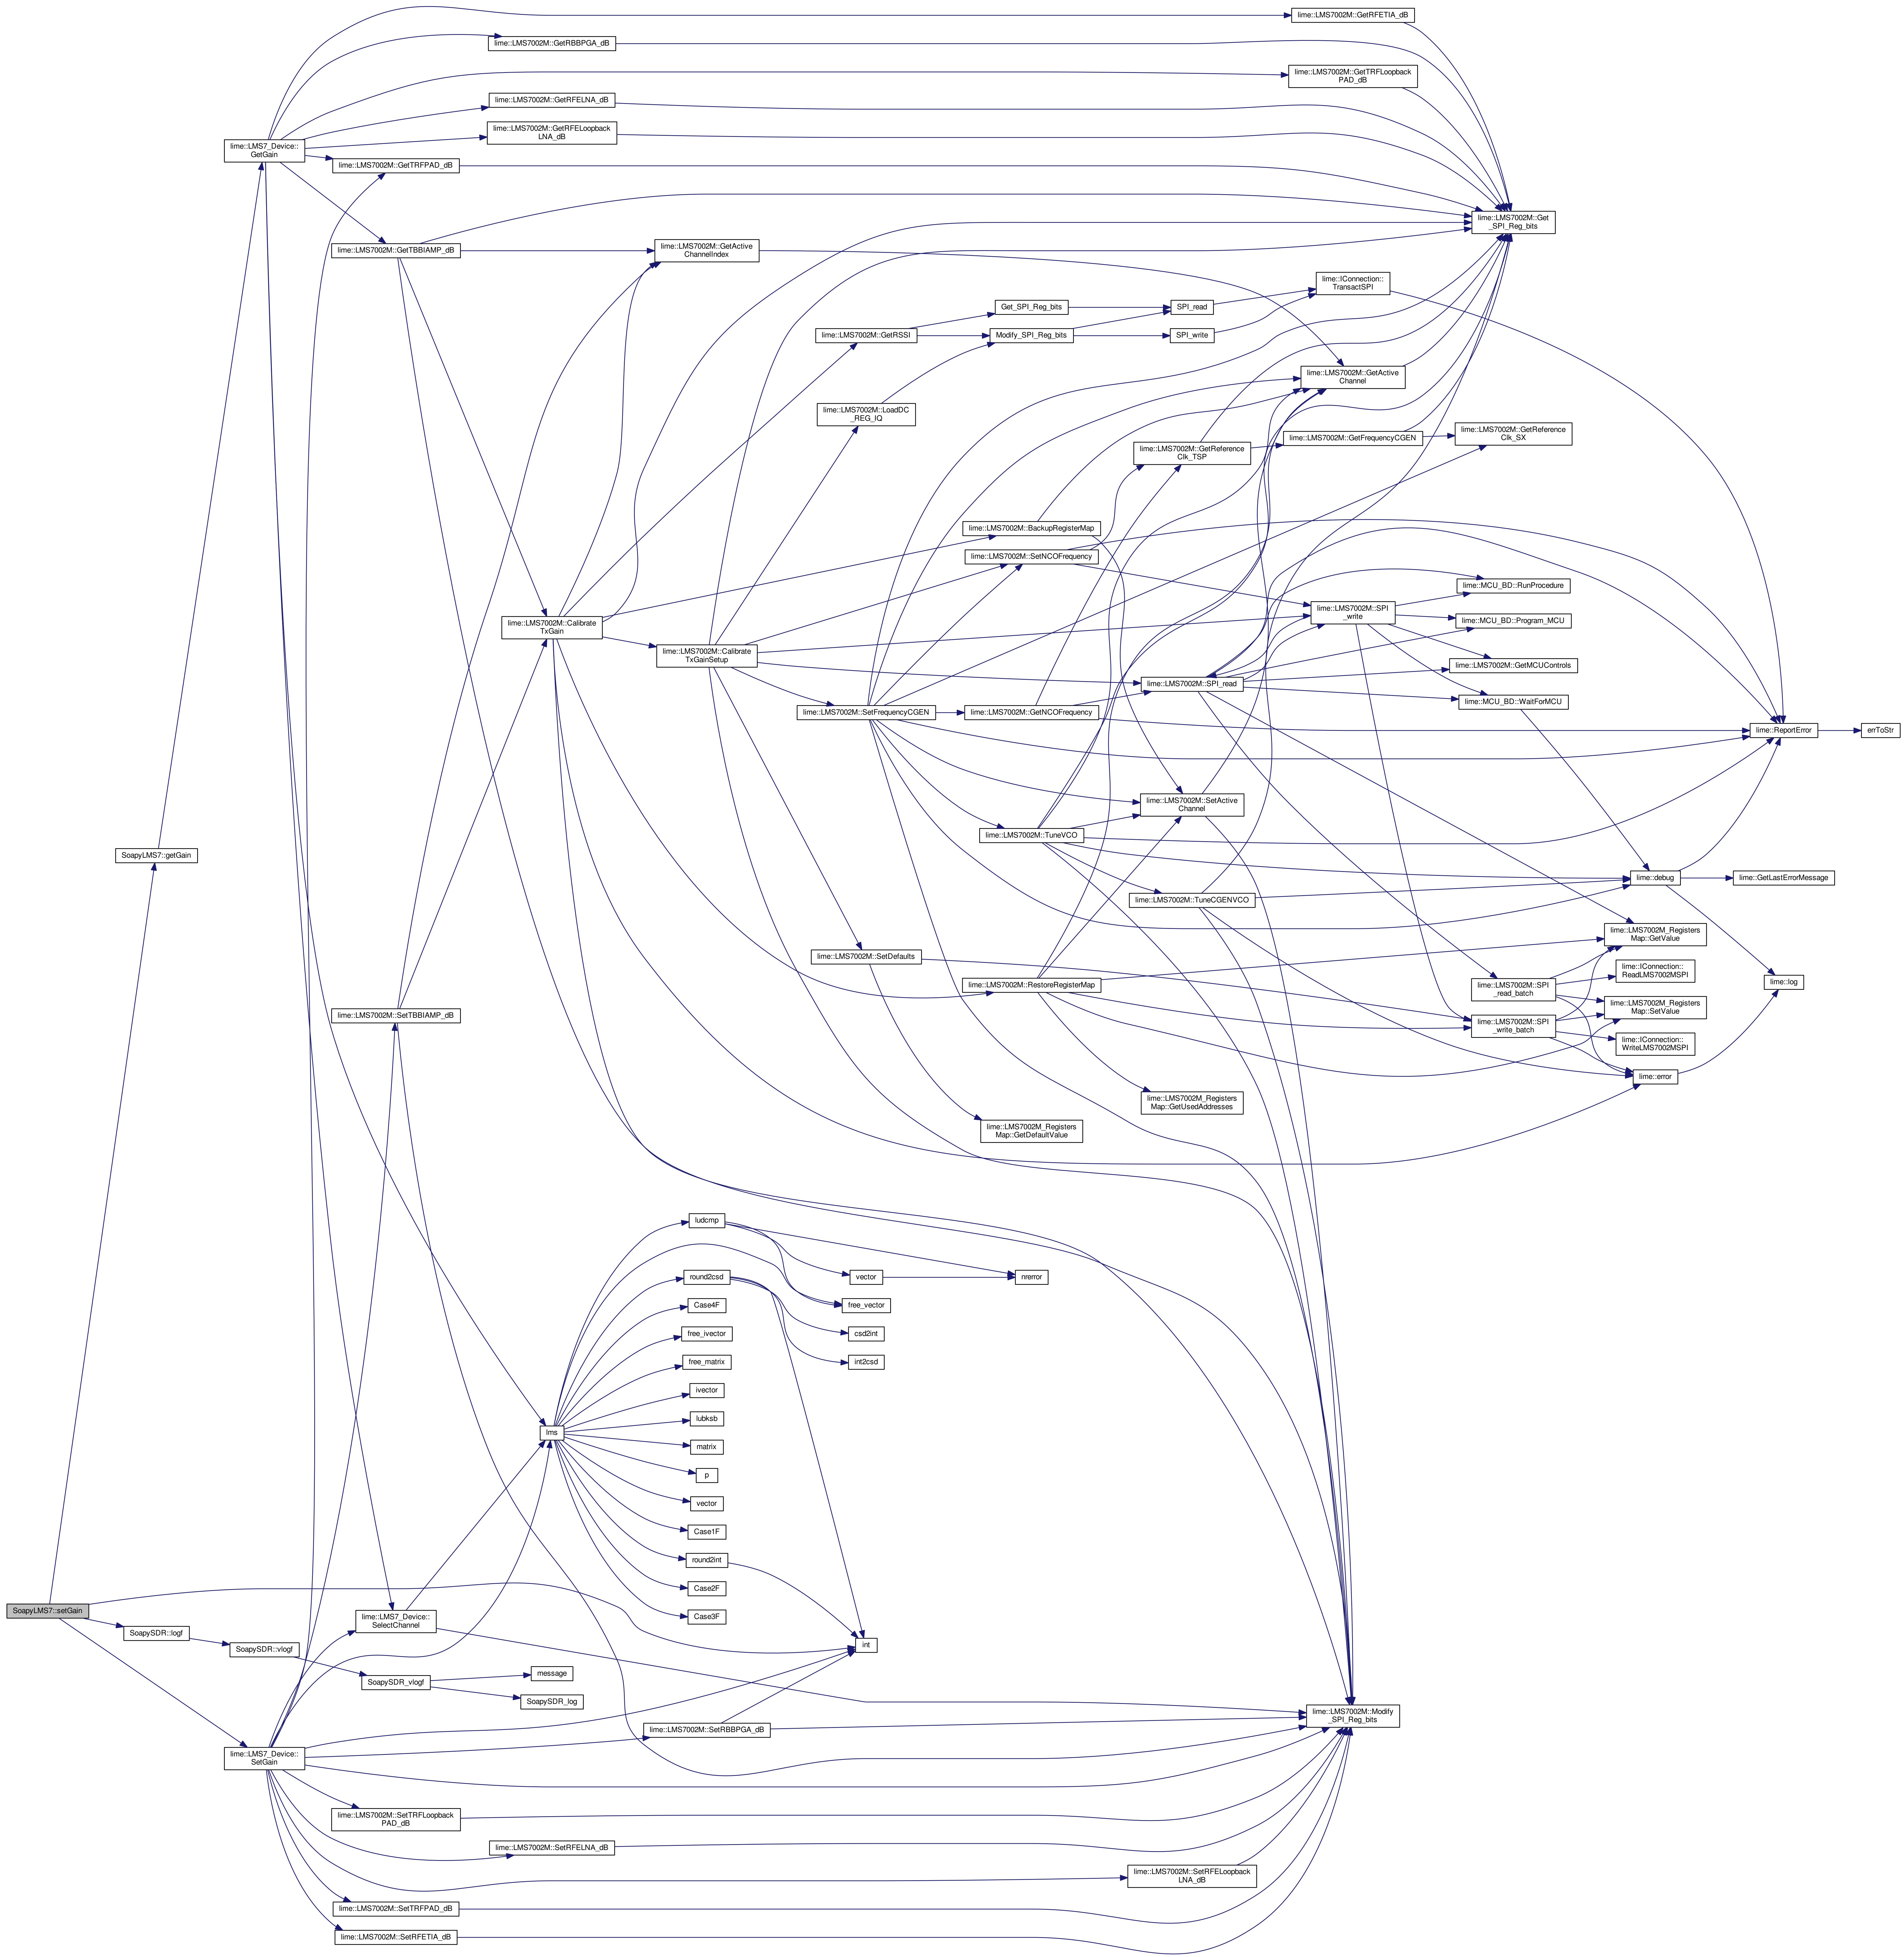 lime::LMS7002M::GetRFETIA_dB
lime::LMS7002M::GetRBBPGA_dB
lime::LMS7002M::GetTRFLoopback
PAD_dB
lime::LMS7002M::GetRFELNA_dB
lime::LMS7002M::GetRFELoopback
LNA_dB
lime::LMS7_Device::
GetGain
lime::LMS7002M::GetTRFPAD_dB
lime::LMS7002M::Get
_SPI_Reg_bits
lime::LMS7002M::GetTBBIAMP_dB
lime::LMS7002M::GetActive
ChannelIndex
lime::IConnection::
TransactSPI
Get_SPI_Reg_bits
SPI_read
lime::LMS7002M::GetRSSI
Modify_SPI_Reg_bits
SPI_write
lime::LMS7002M::GetActive
Channel
lime::LMS7002M::LoadDC
_REG_IQ
lime::LMS7002M::GetReference
Clk_TSP
lime::LMS7002M::GetFrequencyCGEN
lime::LMS7002M::GetReference
Clk_SX
lime::LMS7002M::BackupRegisterMap
lime::LMS7002M::SetNCOFrequency
lime::MCU_BD::RunProcedure
lime::LMS7002M::SPI
_write
lime::MCU_BD::Program_MCU
lime::LMS7002M::Calibrate
TxGain
lime::LMS7002M::Calibrate
TxGainSetup
lime::LMS7002M::GetMCUControls
lime::LMS7002M::SPI_read
lime::MCU_BD::WaitForMCU
lime::LMS7002M::SetFrequencyCGEN
lime::LMS7002M::GetNCOFrequency
lime::ReportError
errToStr
lime::LMS7002M::SetActive
Channel
lime::LMS7002M::TuneVCO
SoapyLMS7::getGain
lime::debug
lime::GetLastErrorMessage
lime::LMS7002M::TuneCGENVCO
lime::LMS7002M_Registers
Map::GetValue
lime::LMS7002M::SetDefaults
lime::IConnection::
ReadLMS7002MSPI
lime::log
lime::LMS7002M::RestoreRegisterMap
lime::LMS7002M::SPI
_read_batch
lime::LMS7002M_Registers
Map::SetValue
lime::LMS7002M::SetTBBIAMP_dB
lime::LMS7002M::SPI
_write_batch
lime::IConnection::
WriteLMS7002MSPI
lime::error
lime::LMS7002M_Registers
Map::GetUsedAddresses
lime::LMS7002M_Registers
Map::GetDefaultValue
ludcmp
round2csd
vector
nrerror
Case4F
free_vector
free_ivector
csd2int
free_matrix
int2csd
ivector
lubksb
lms
matrix
p
vector
Case1F
round2int
Case2F
Case3F
SoapyLMS7::setGain
lime::LMS7_Device::
SelectChannel
SoapySDR::logf
SoapySDR::vlogf
int
SoapySDR_vlogf
message
SoapySDR_log
lime::LMS7002M::Modify
_SPI_Reg_bits
lime::LMS7002M::SetRBBPGA_dB
lime::LMS7_Device::
SetGain
lime::LMS7002M::SetTRFLoopback
PAD_dB
lime::LMS7002M::SetRFELNA_dB
lime::LMS7002M::SetRFELoopback
LNA_dB
lime::LMS7002M::SetTRFPAD_dB
lime::LMS7002M::SetRFETIA_dB